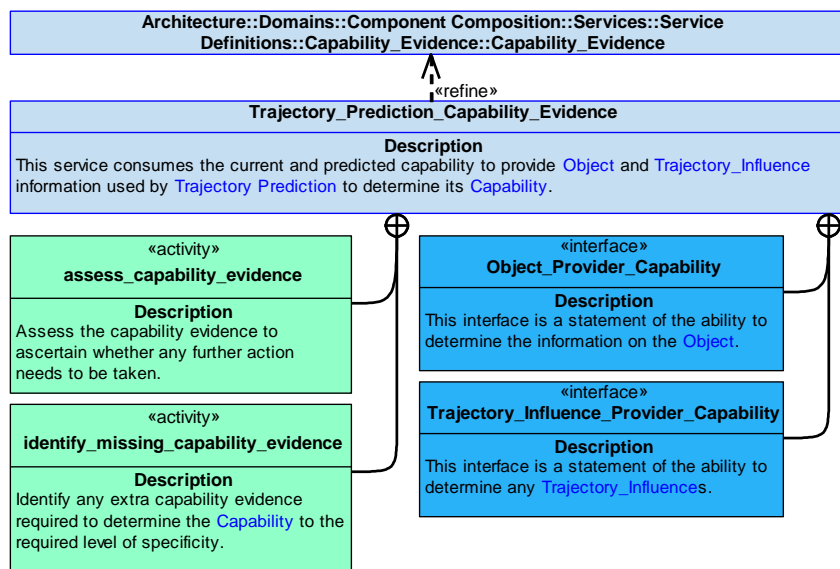 Architecture::Domains::Component Composition::Services::Service
Definitions::Capability_Evidence::Capability_Evidence
«refine»
Trajectory_Prediction_Capability_Evidence
Description
This service consumes the current and predicted capability to provide Object and Trajectory_Influence
information used by Trajectory Prediction to determine its Capability.
«activity»
assess_capability_evidence
Description
Assess the capability evidence to
ascertain whether any further action
needs to be taken.
«interface»
Object_Provider_Capability
Description
This interface is a statement of the ability to
determine the information on the Object.
«activity»
identify_missing_capability_evidence
Description
Identify any extra capability evidence
required to determine the Capability to the
required level of specificity.
«interface»
Trajectory_Influence_Provider_Capability
Description
This interface is a statement of the ability to
determine any Trajectory_Influences.